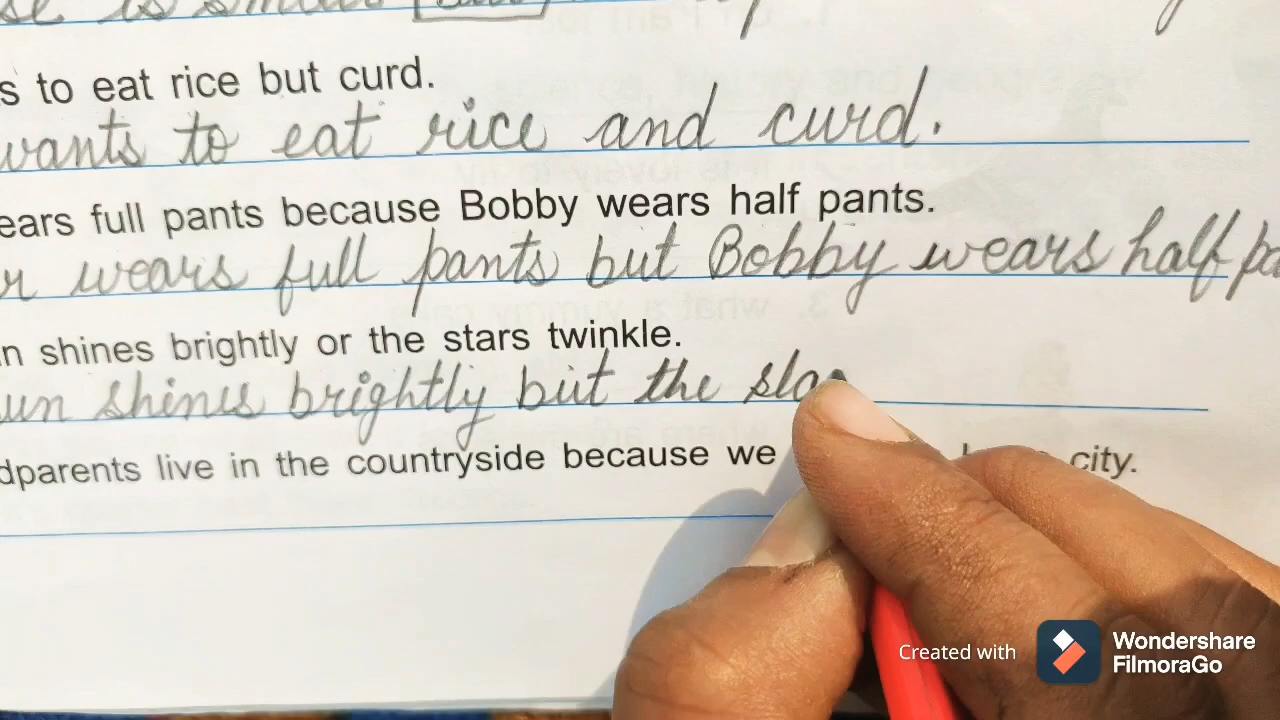 is small
s to eat rice but curd.
wants to eat rice and curd.
ears full pants because Bobby wears half pants.
r wears full pants but Bobby wears half pa
n shines brightly or the stars twinkle.
un shines brightly but the sta
dparents live in the countryside because we city.
Created with Wondershare FilmoraGo